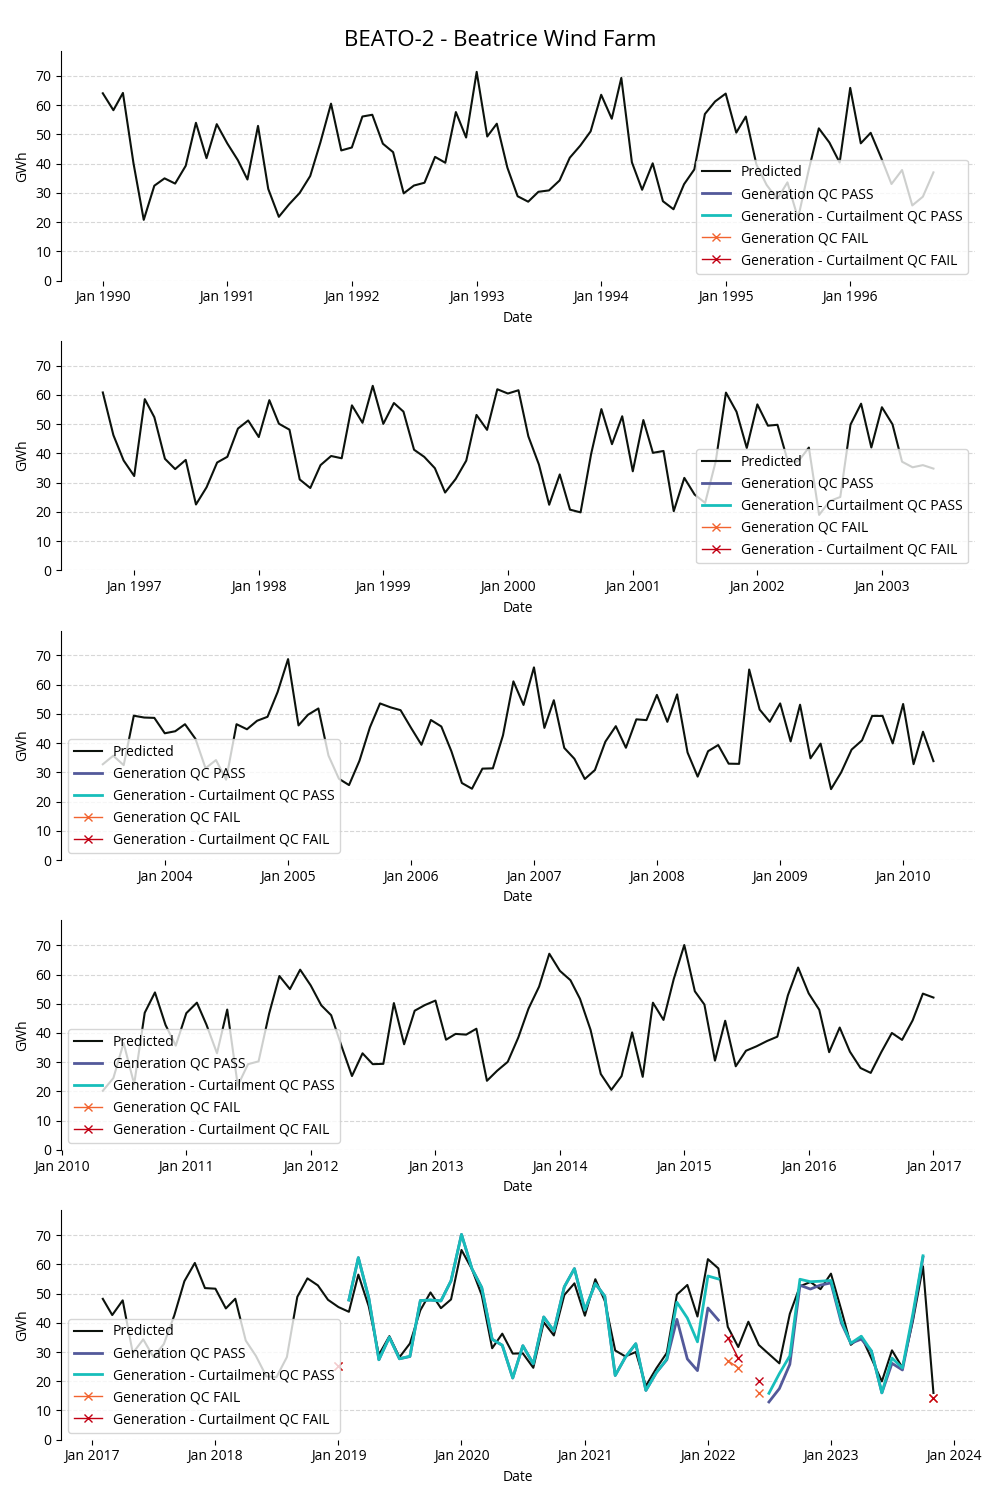 BEATO-2 - Beatrice Wind Farm
70
60
50
40
30
20
10
0
GWh
Predicted
Generation QC PASS
Generation - Curtailment QC PASS
Generation QC FAIL
Generation - Curtailment QC FAIL
Jan 1990 Jan 1991 Jan 1992 Jan 1993 Jan 1994 Jan 1995 Jan 1996
Date
70
60
50
40
30
20
10
0
GWh
Predicted
Generation QC PASS
Generation - Curtailment QC PASS
Generation QC FAIL
Generation - Curtailment QC FAIL
Jan 1997 Jan 1998 Jan 1999 Jan 2000 Jan 2001 Jan 2002 Jan 2003
Date
70
60
50
40
30
20
10
0
GWh
Predicted
Generation QC PASS
Generation - Curtailment QC PASS
Generation QC FAIL
Generation - Curtailment QC FAIL
Jan 2004 Jan 2005 Jan 2006 Jan 2007 Jan 2008 Jan 2009 Jan 2010
Date
70
60
50
40
30
20
10
0
GWh
Predicted
Generation QC PASS
Generation - Curtailment QC PASS
Generation QC FAIL
Generation - Curtailment QC FAIL
Jan 2010 Jan 2011 Jan 2012 Jan 2013 Jan 2014 Jan 2015 Jan 2016 Jan 2017
Date
70
60
50
40
30
20
10
0
GWh
Predicted
Generation QC PASS
Generation - Curtailment QC PASS
Generation QC FAIL
Generation - Curtailment QC FAIL
Jan 2017 Jan 2018 Jan 2019 Jan 2020 Jan 2021 Jan 2022 Jan 2023 Jan 2024
Date